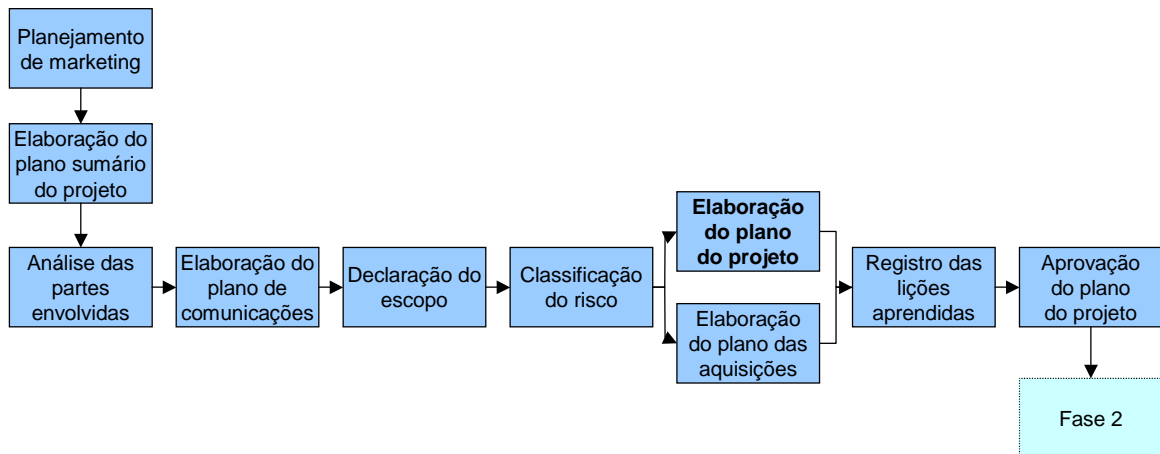 Planejamento
de marketing
Elaboração do
plano sumário
do projeto
Análise das
partes
envolvidas
Elaboração do
plano de
comunicações
Declaração do
escopo
Classificação
do risco
Elaboração
do plano
do projeto
Elaboração
do plano das
aquisições
Registro das
lições
aprendidas
Aprovação
do plano
do projeto
Fase 2